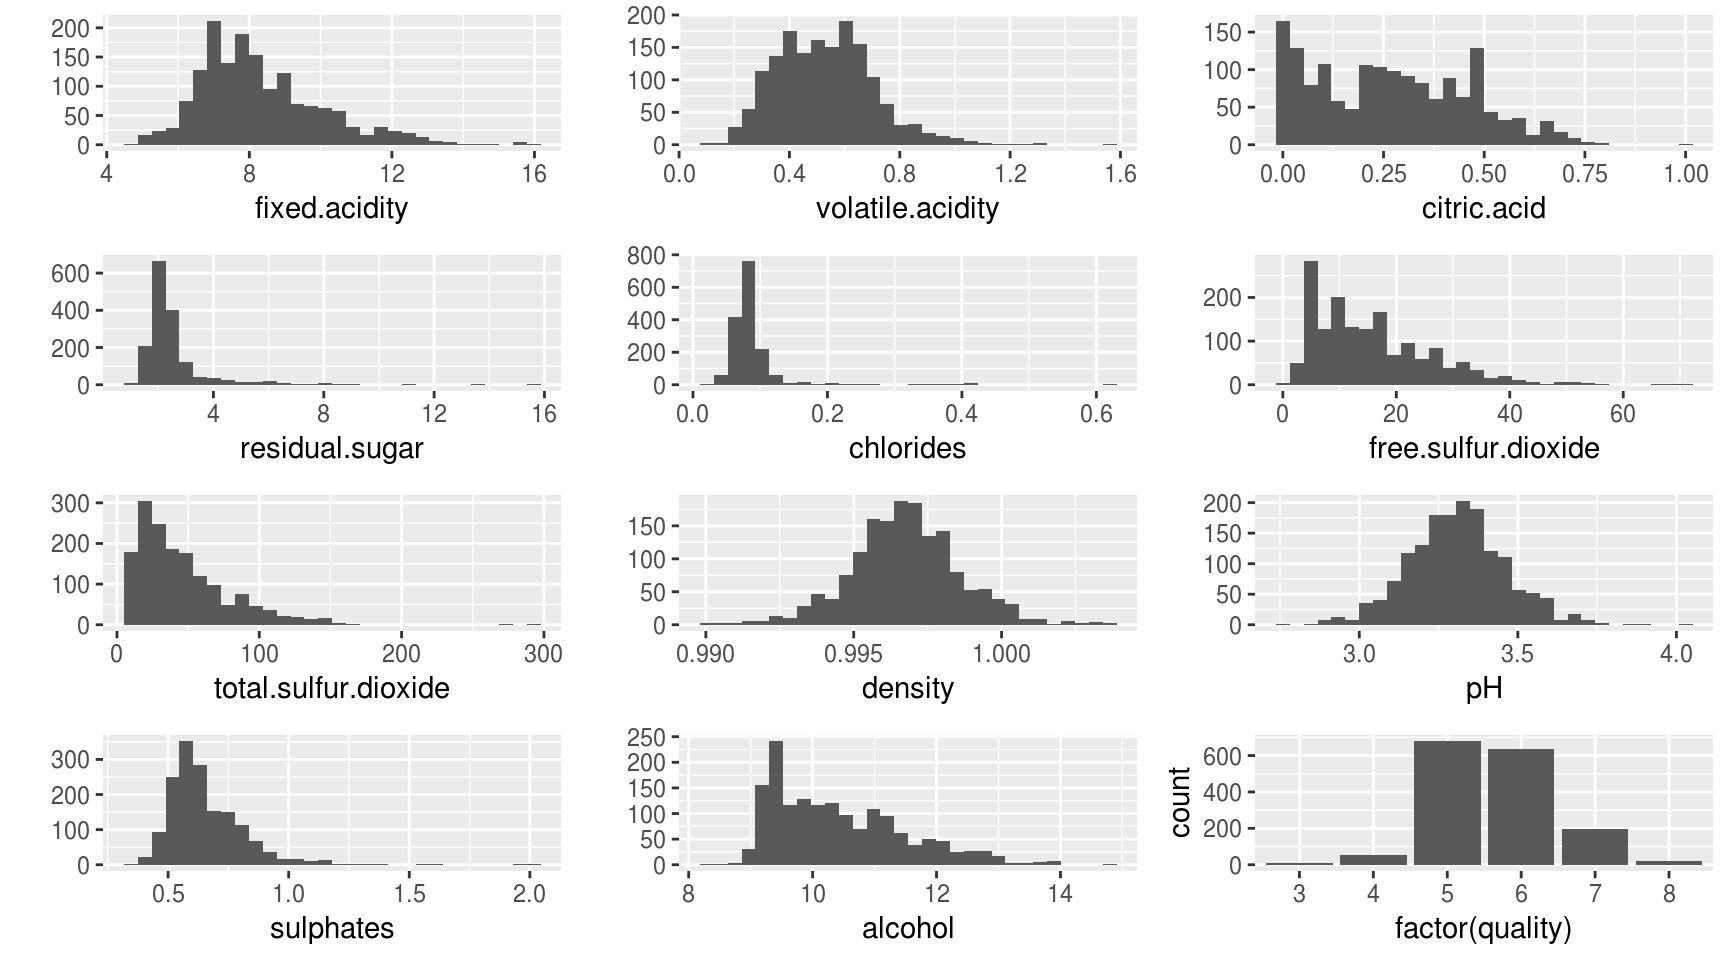 200
150
100
50
0
4 8 12 16
fixed.acidity
200
150
100
50
0
0.0 0.4 0.8 1.2 1.6
volatile.acidity
150
100
50
0
0.00 0.25 0.50 0.75 1.00
citric.acid
600
400
200
0
4 8 12 16
residual.sugar
800
600
400
200
0
0.0 0.2 0.4 0.6
chlorides
200
100
0
0 20 40 60
free.sulfur.dioxide
300
200
100
0
0 100 200 300
total.sulfur.dioxide
150
100
50
0
0.990 0.995 1.000
density
200
150
100
50
0
3.0 3.5 4.0
pH
300
200
100
0
0.5 1.0 1.5 2.0
sulphates
250
200
150
100
50
0
8 10 12 14
alcohol
count
600
400
200
0
3 4 5 6 7 8
factor(quality)